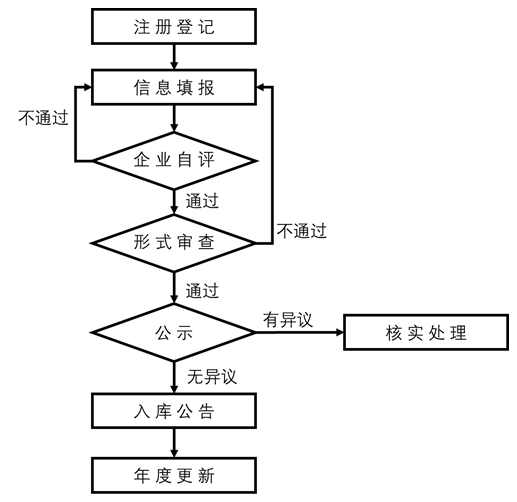 注册登记
信息填报
不通过
企业自评
通过
形式审查
不通过
通过
有异议
公示
核实处理
无异议
入库公告
年度更新